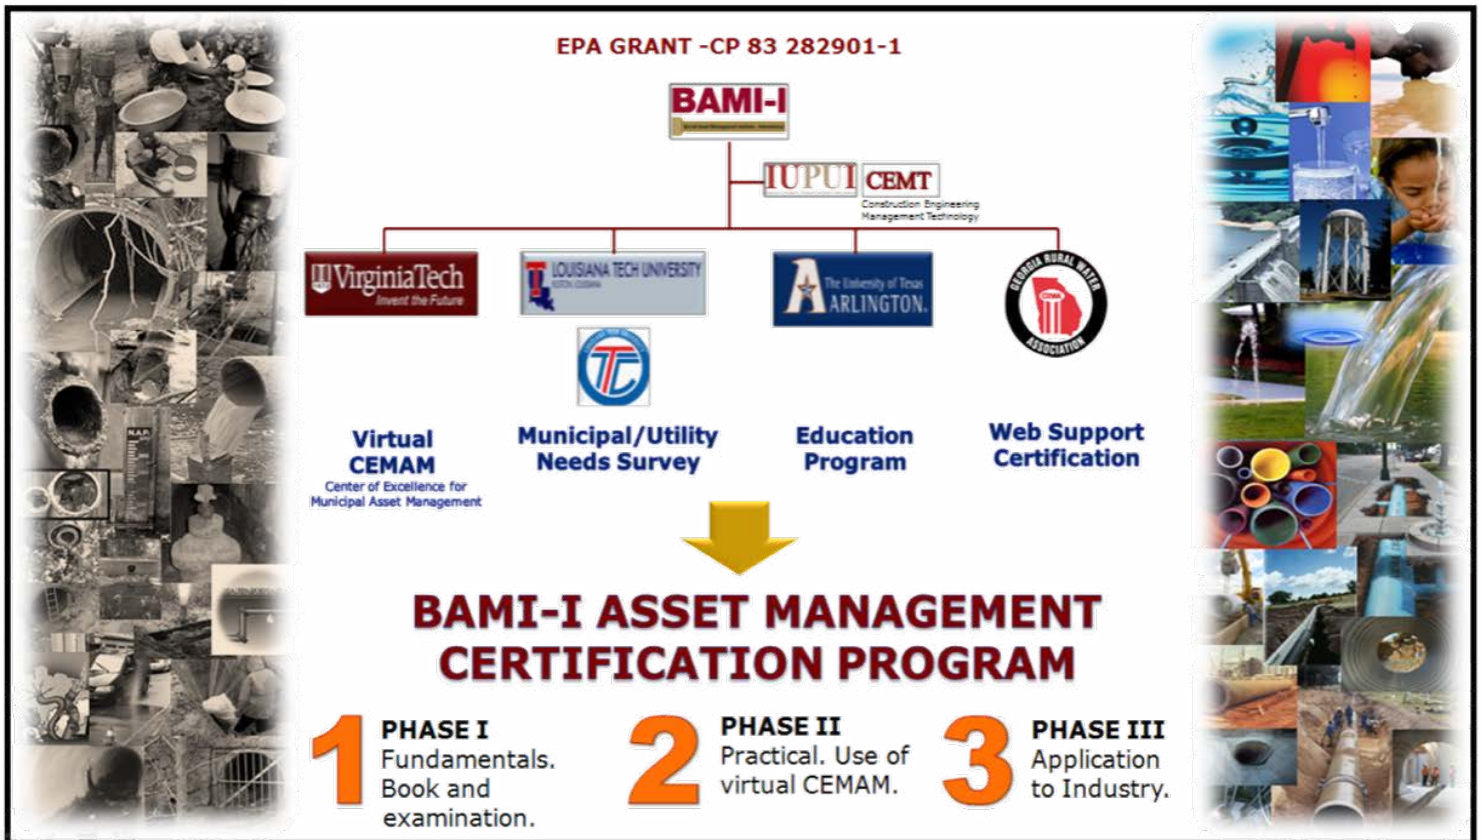 EPA GRANT -CP 83 282901-1
BAMI-I
IUPUI
CEMT
Construction Engineering
Management Technology
VirginiaTech
Invent the Future
LOUISIANA TECH UNIVERSITY
RUSTON, LOUISIANA
The University of Texas
ARLINGTON.
GEORGIA RURAL WATER
ASSOCIATION
TTC
Virtual
CEMAM
Center of Excellence for
Municipal Asset Management
Municipal/Utility
Needs Survey
Education
Program
Web Support
Certification
BAMI-I ASSET MANAGEMENT
CERTIFICATION PROGRAM
1
PHASE I
Fundamentals.
Book and
examination.
2
PHASE II
Practical. Use of
virtual CEMAM.
3
PHASE III
Application
to Industry.